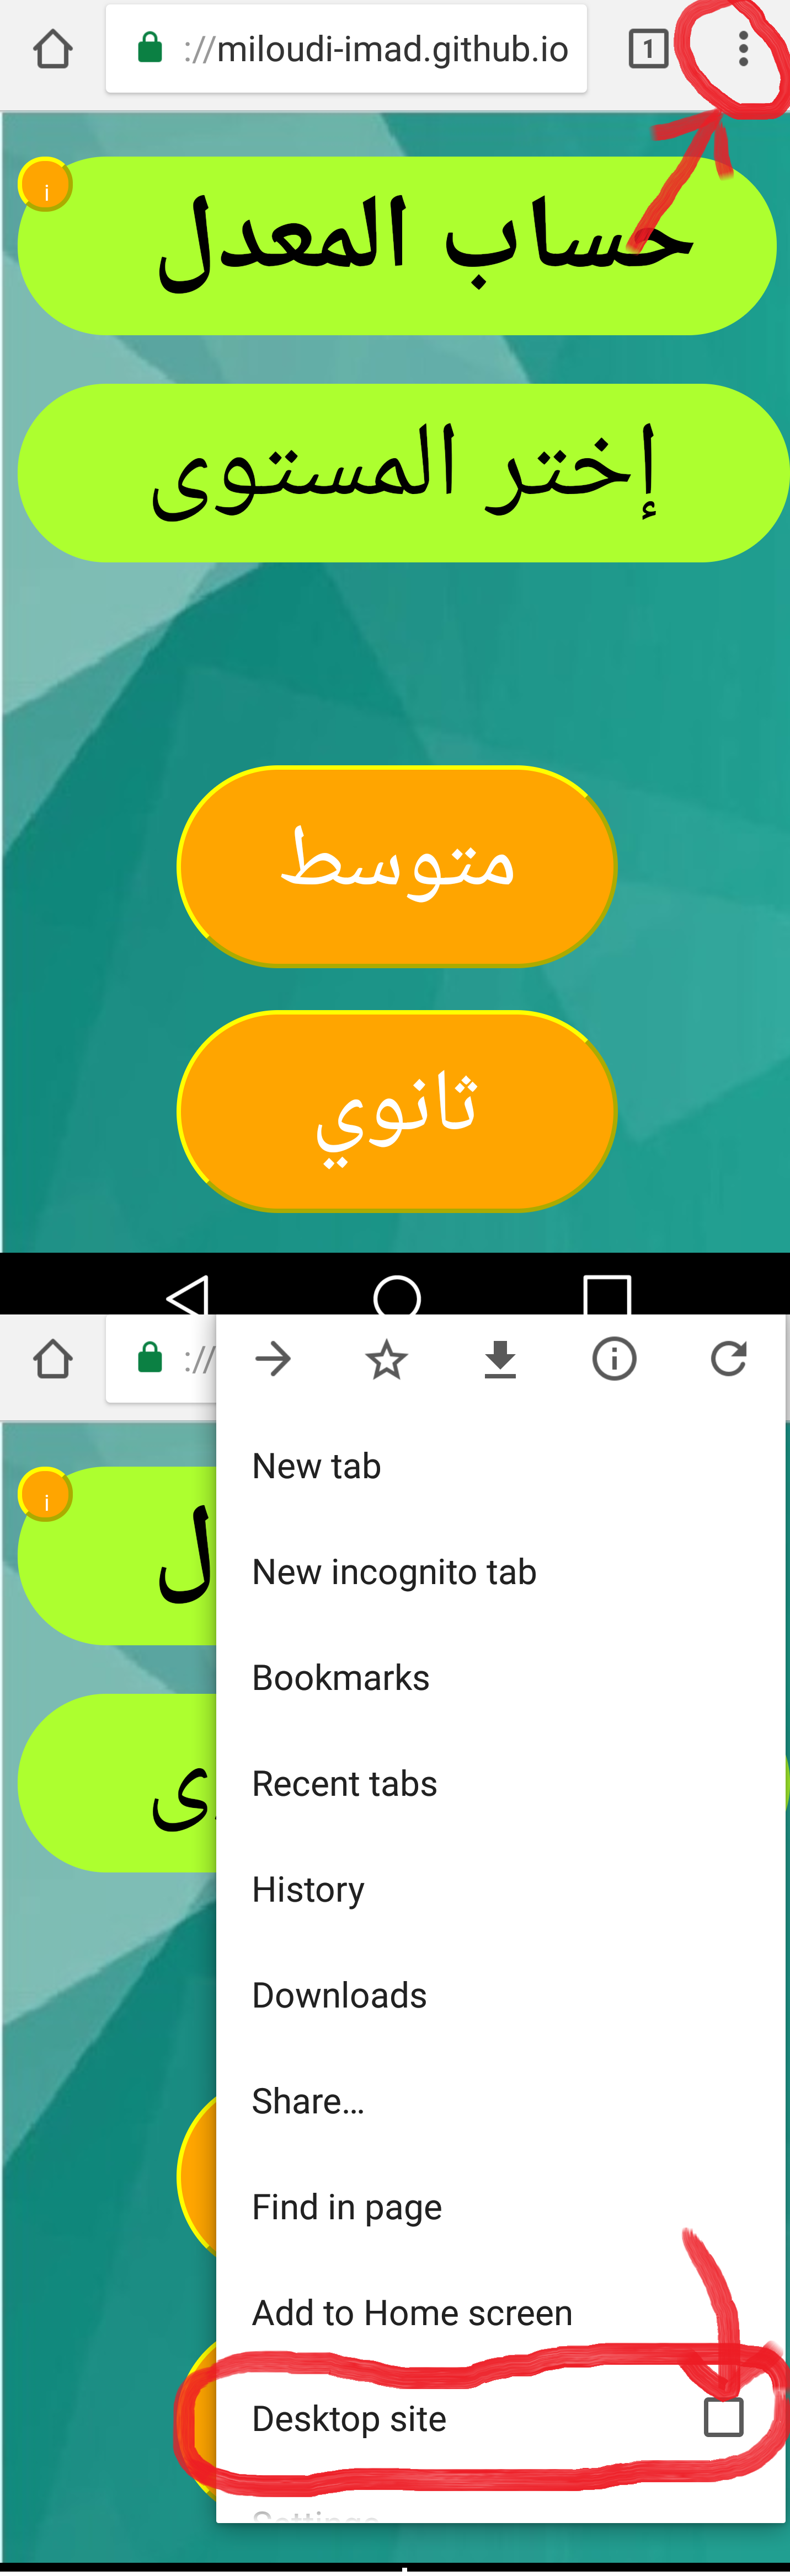 ://miloudi-imad.github.io
1
i
حساب المعدل
إختر المستوى
متوسط
ثانوي
://
i
ل
ى
New tab
New incognito tab
Bookmarks
Recent tabs
History
Downloads
Share...
Find in page
Add to Home screen
Desktop site
Settings